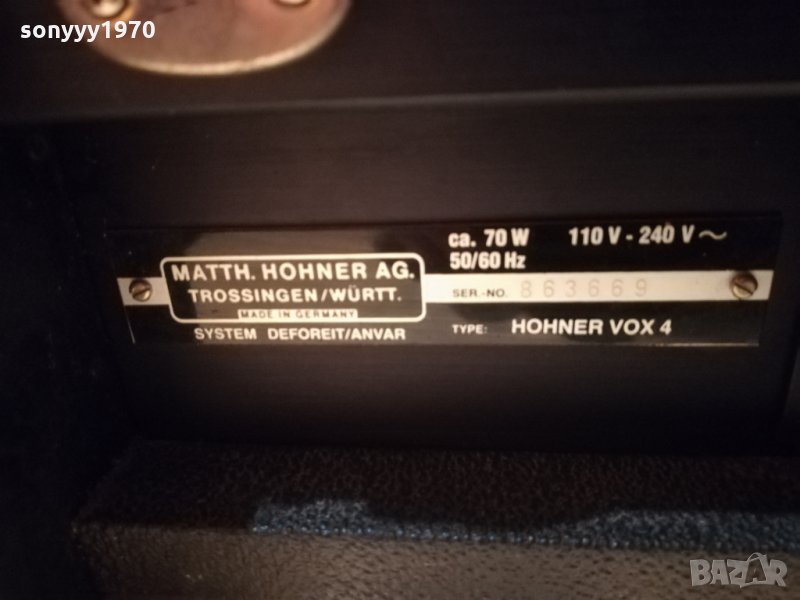 sonyyy1970
MATTH. HOHNER AG.
TROSSINGEN/WÜRTT.
MADE IN GERMANY
SYSTEM DEFOREIT/ANVAR
ca. 70 W 110 V - 240 V ~
50/60 Hz
SER.-NO. 863669
TYPE: HOHNER VOX 4
BAZAR